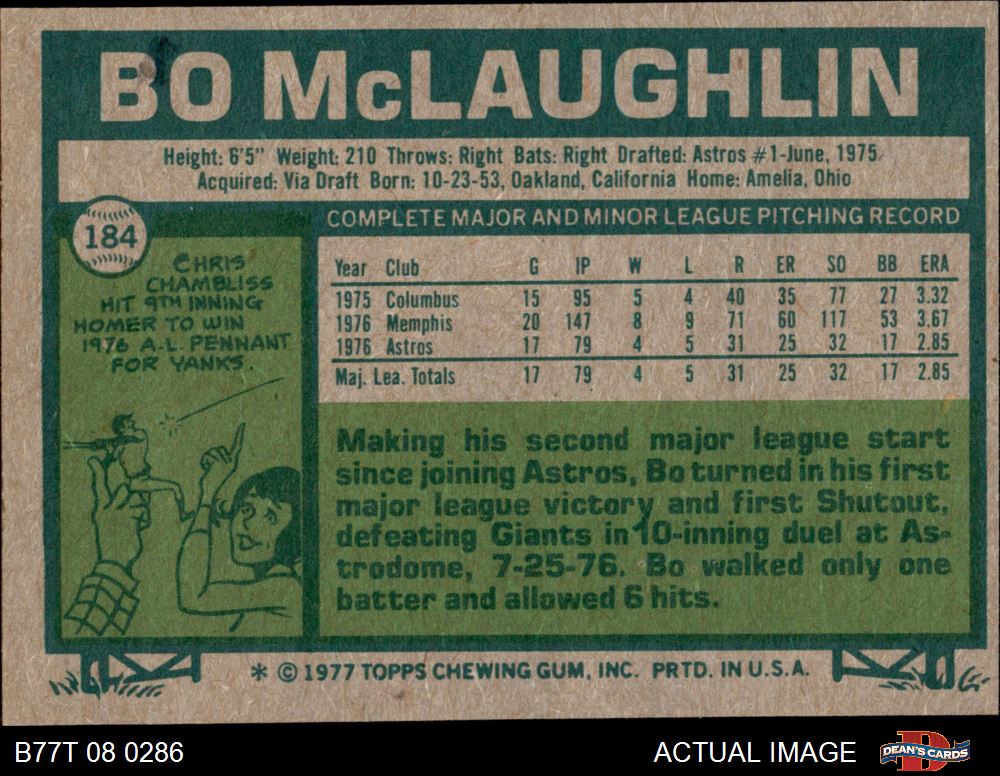 BO McLAUGHLIN
Height: 6'5" Weight: 210 Throws: Right Bats: Right Drafted: Astros #1-June, 1975
Acquired: Via Draft Born: 10-23-53, Oakland, California Home: Amelia, Ohio
184
CHRIS
CHAMBLISS
HIT 9TH INNING
HOMER TO WIN
1976 A.L. PENNANT
FOR YANKS.
COMPLETE MAJOR AND MINOR LEAGUE PITCHING RECORD
Year Club G IP W L R ER SO BB ERA
1975 Columbus 15 95 5 4 40 35 77 27 3.32
1976 Memphis 20 147 8 9 71 60 117 53 3.67
1976 Astros 17 79 4 5 31 25 32 17 2.85
Maj. Lea. Totals 17 79 4 5 31 25 32 17 2.85
Making his second major league start
since joining Astros, Bo turned in his first
major league victory and first Shutout,
defeating Giants in 10-inning duel at As-
trodome, 7-25-76. Bo walked only one
batter and allowed 6 hits.
* © 1977 TOPPS CHEWING GUM, INC. PRTD. IN U.S.A.
B77T 08 0286
ACTUAL IMAGE
DEAN'S CARDS